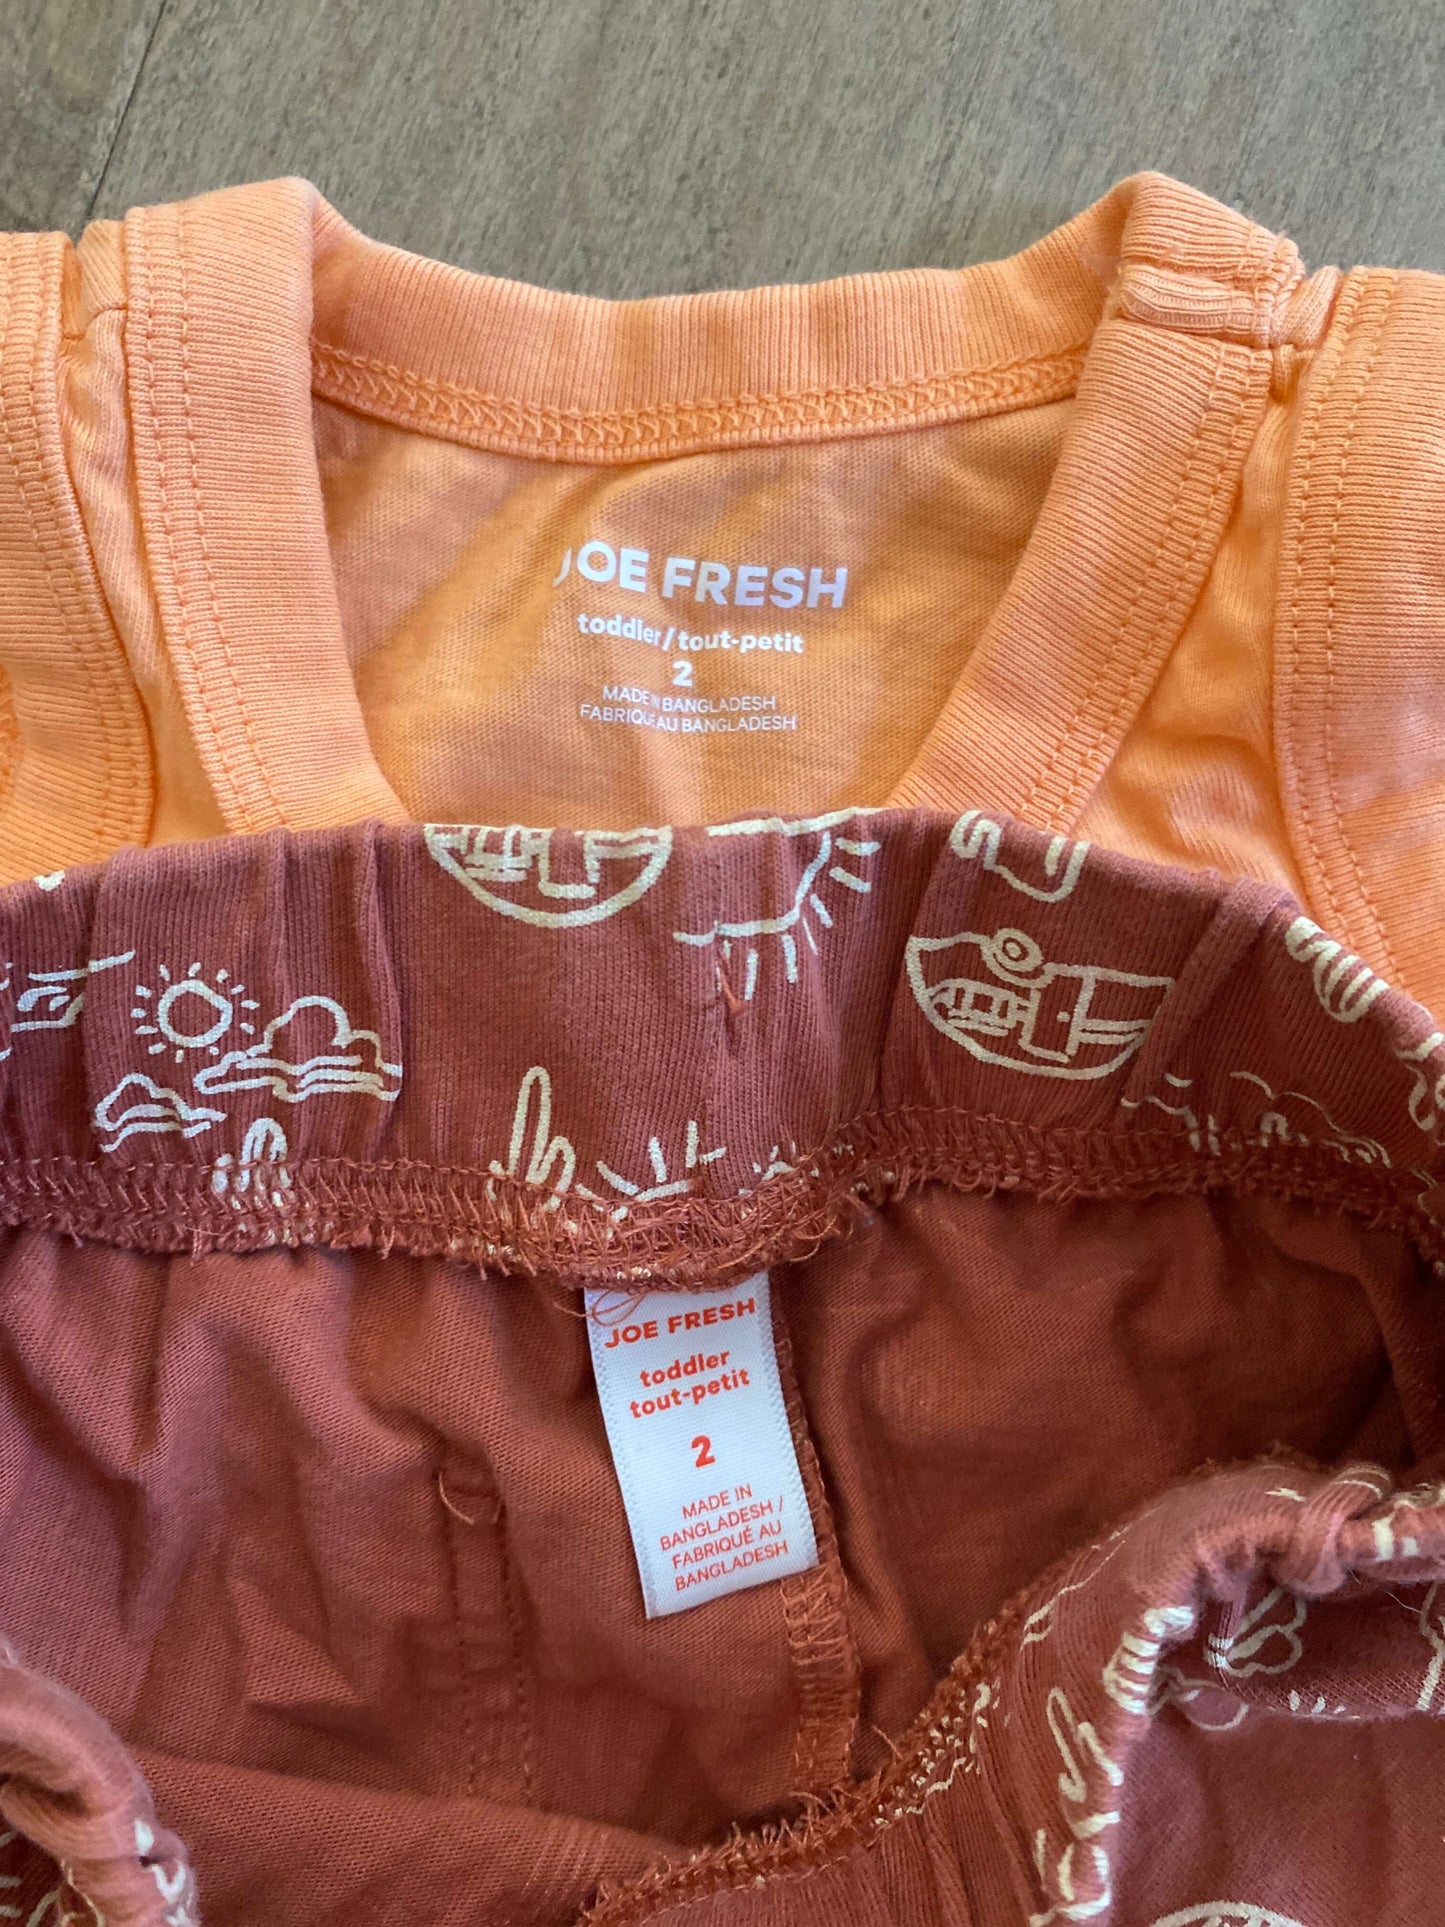 JOE FRESH
toddler/tout-petit
2
MADE IN BANGLADESH
FABRIQUE AU BANGLADESH
JOE FRESH
toddler
tout-petit
2
MADE IN
BANGLADESH /
FABRIQUÉ AU
BANGLADESH